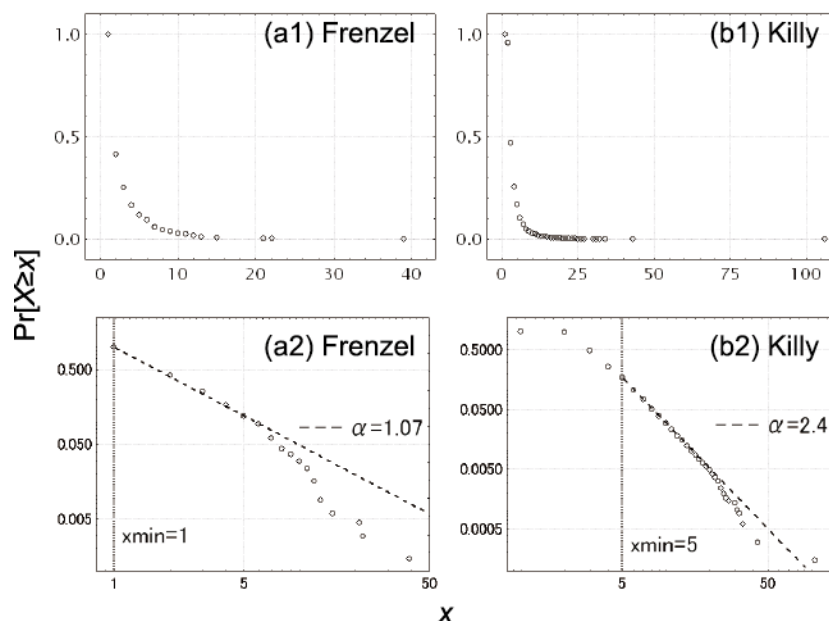 (a1) Frenzel
1.0
0.5
0.0
0 10 20 30 40
(b1) Killy
1.0
0.5
0.0
0 25 50 75 100
Pr[X≥x]
(a2) Frenzel
0.500
0.050
0.005
α=1.07
xmin=1
1 5 50
(b2) Killy
0.5000
0.0500
0.0050
0.0005
α=2.4
xmin=5
5 50
x